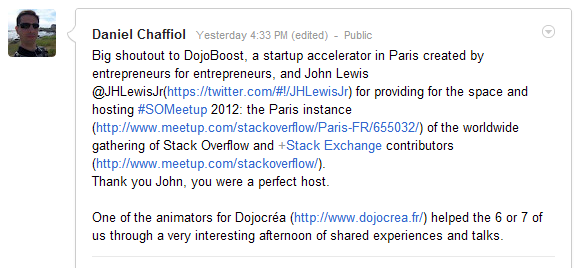 Daniel Chaffiol Yesterday 4:33 PM (edited) - Public
Big shoutout to DojoBoost, a startup accelerator in Paris created by
entrepreneurs for entrepreneurs, and John Lewis
@JHLewisJr(https://twitter.com/#!/JHLewisJr) for providing for the space and
hosting #SOMeetup 2012: the Paris instance
(http://www.meetup.com/stackoverflow/Paris-FR/655032/) of the worldwide
gathering of Stack Overflow and +Stack Exchange contributors
(http://www.meetup.com/stackoverflow/).
Thank you John, you were a perfect host.
One of the animators for Dojocréa (http://www.dojocrea.fr/) helped the 6 or 7 of
us through a very interesting afternoon of shared experiences and talks.